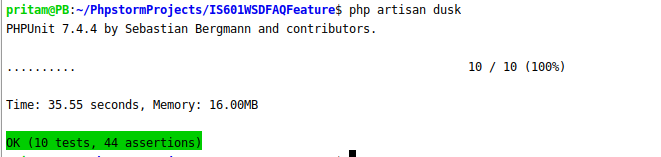 pritam@PB:~/PhpstormProjects/IS601WSDFAQFeature$ php artisan dusk
PHPUnit 7.4.4 by Sebastian Bergmann and contributors.
.......... 10 / 10 (100%)
Time: 35.55 seconds, Memory: 16.00MB
OK (10 tests, 44 assertions)